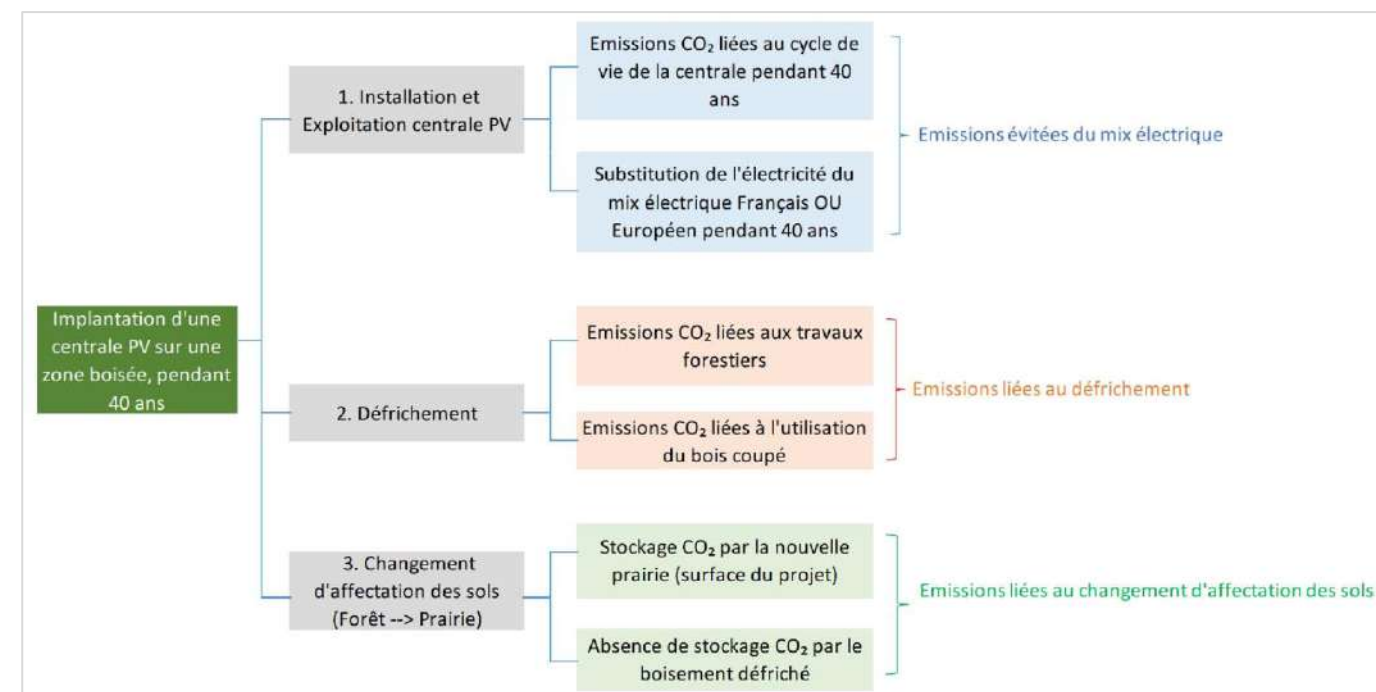 Implantation d'une
centrale PV sur une
zone boisée, pendant
40 ans
1. Installation et
Exploitation centrale PV
Emissions CO₂ liées au cycle de
vie de la centrale pendant 40
ans
Substitution de l'électricité du
mix électrique Français OU
Européen pendant 40 ans
Emissions évitées du mix électrique
2. Défrichement
Emissions CO₂ liées aux travaux
forestiers
Emissions CO₂ liées à l'utilisation
du bois coupé
Emissions liées au défrichement
3. Changement
d'affectation des sols
(Forêt --> Prairie)
Stockage CO₂ par la nouvelle
prairie (surface du projet)
Absence de stockage CO₂ par le
boisement défriché
Emissions liées au changement d'affectation des sols